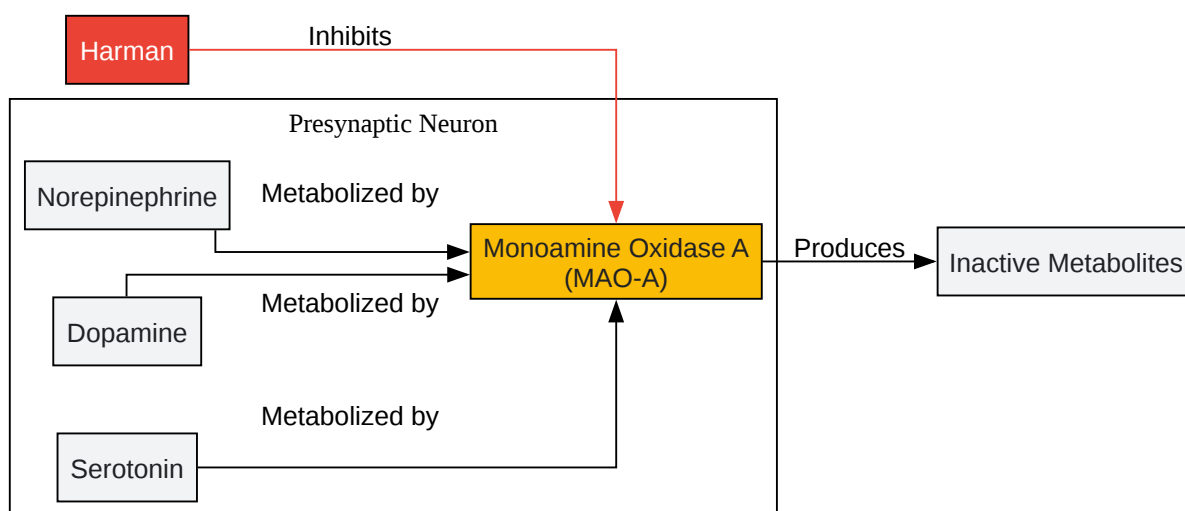 Harman
Inhibits
Presynaptic Neuron
Norepinephrine
Metabolized by
Monoamine Oxidase A
(MAO-A)
Produces
Inactive Metabolites
Dopamine
Metabolized by
Serotonin
Metabolized by